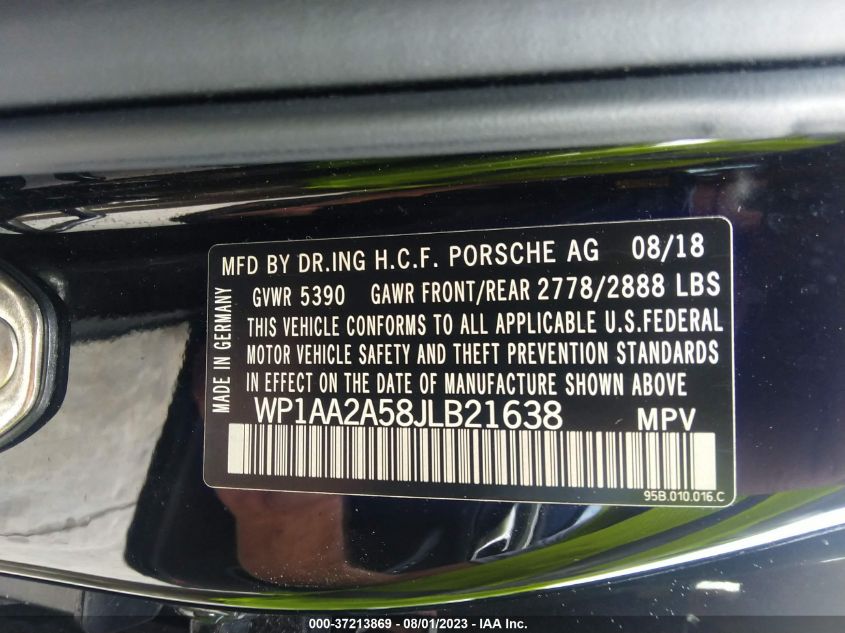 MFD BY DR.ING H.C.F. PORSCHE AG 08/18
GVWR 5390 GAWR FRONT/REAR 2778/2888 LBS
THIS VEHICLE CONFORMS TO ALL APPLICABLE U.S.FEDERAL
MOTOR VEHICLE SAFETY AND THEFT PREVENTION STANDARDS
IN EFFECT ON THE DATE OF MANUFACTURE SHOWN ABOVE
WP1AA2A58JLB21638 MPV
MADE IN GERMANY
95B.010.016.C
000-37213869 - 08/01/2023 - IAA Inc.